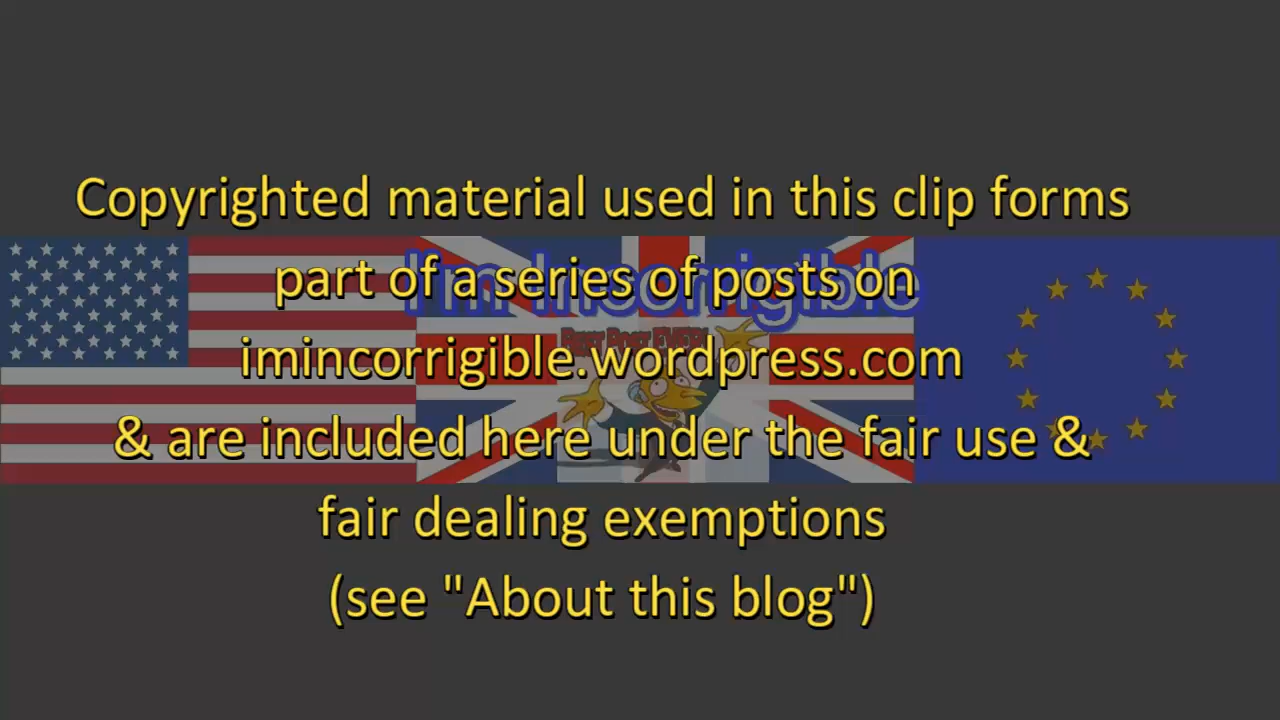 Copyrighted material used in this clip forms
I'm Incorrigible
part of a series of posts on
imincorrigible.wordpress.com
& are included here under the fair use &
fair dealing exemptions
(see "About this blog")